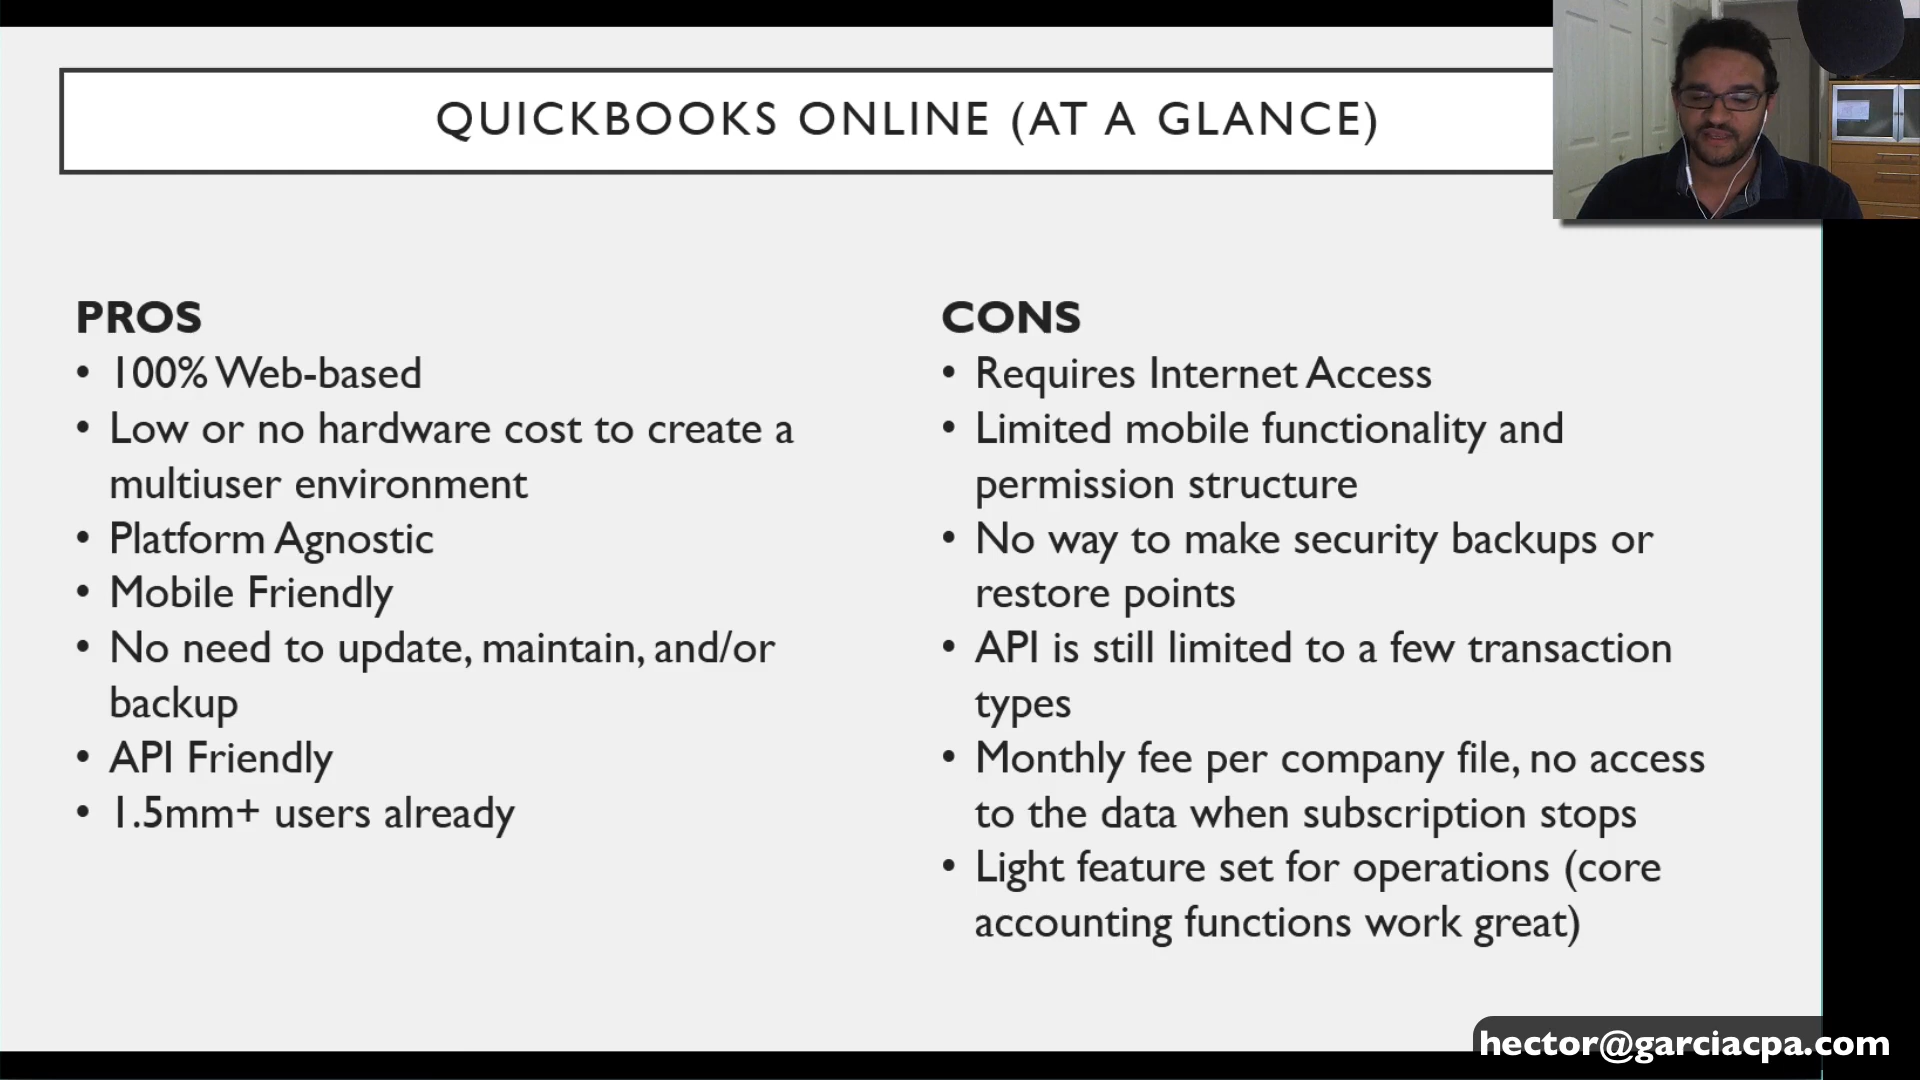 QUICKBOOKS ONLINE (AT A GLANCE)
PROS
• 100% Web-based
• Low or no hardware cost to create a
multiuser environment
• Platform Agnostic
• Mobile Friendly
• No need to update, maintain, and/or
backup
• API Friendly
• 1.5mm+ users already
CONS
• Requires Internet Access
• Limited mobile functionality and
permission structure
• No way to make security backups or
restore points
• API is still limited to a few transaction
types
• Monthly fee per company file, no access
to the data when subscription stops
• Light feature set for operations (core
accounting functions work great)
hector@garciacpa.com